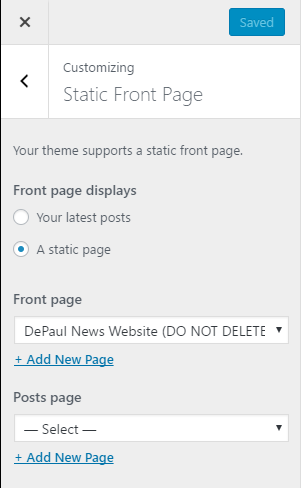 Saved
Customizing
Static Front Page
Your theme supports a static front page.
Front page displays
Your latest posts
A static page
Front page
DePaul News Website (DO NOT DELETE
+ Add New Page
Posts page
— Select —
+ Add New Page